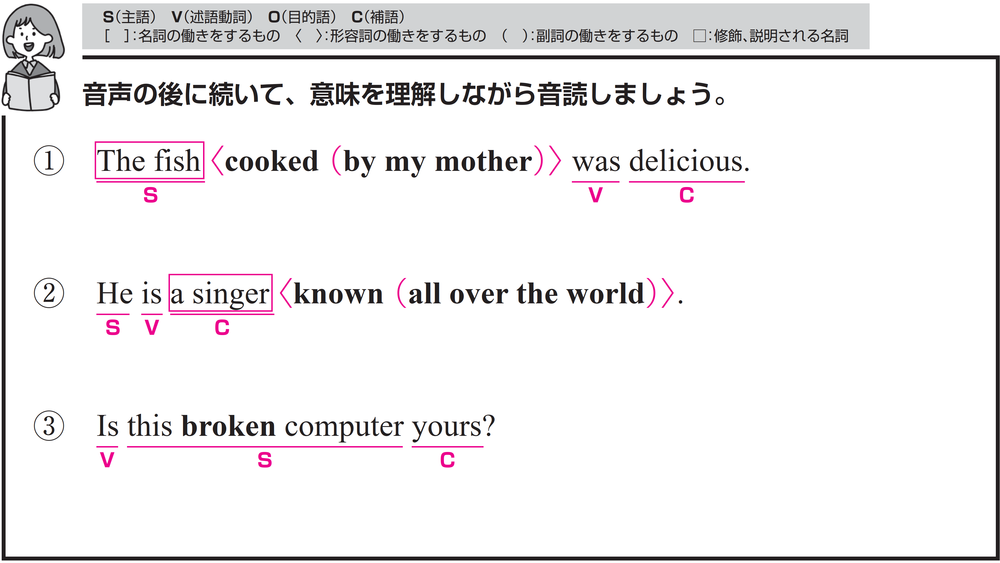 S（主語）　V（述語動詞）　O（目的語）　C（補語）
［　］：名詞の働きをするもの　〈　〉：形容詞の働きをするもの　（　）：副詞の働きをするもの　□：修飾、説明される名詞
音声の後に続いて、意味を理解しながら音読しましょう。
① The fish 〈cooked （by my mother）〉 was delicious.
S V C
② He is a singer 〈known （all over the world）〉.
S V C
③ Is this broken computer yours?
V S C